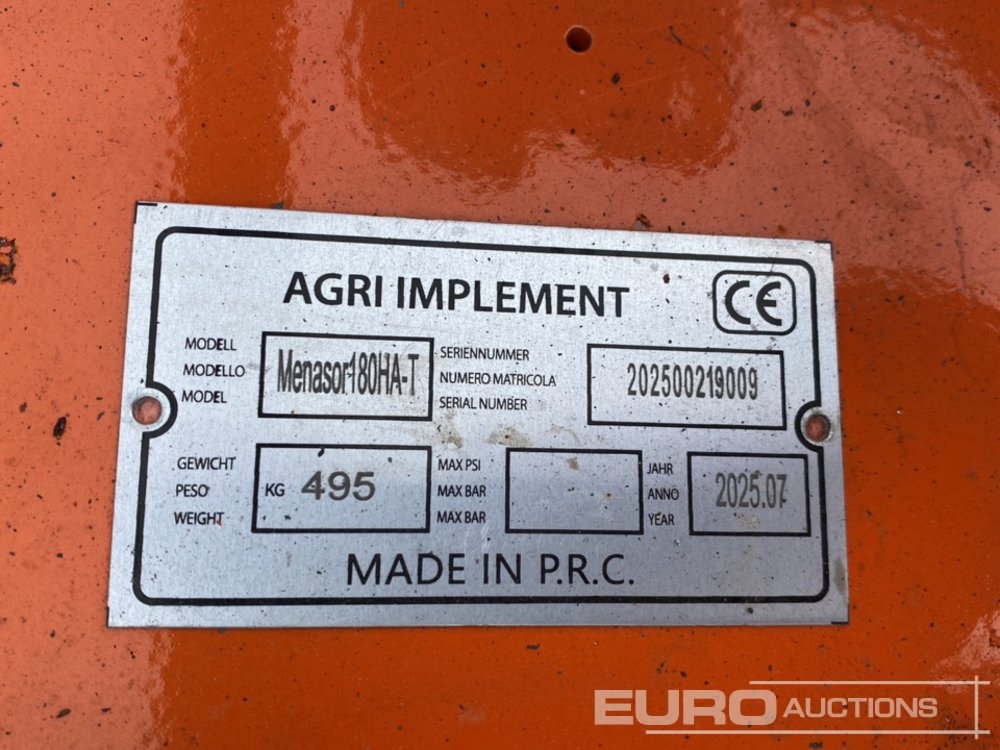 AGRI IMPLEMENT
CE
MODELL
MODELLO
MODEL
Menasor180HA-T
SERIENNUMMER
NUMERO MATRICOLA
SERIAL NUMBER
202500219009
GEWICHT
PESO
WEIGHT
KG 495
MAX PSI
MAX BAR
MAX BAR
JAHR
ANNO
YEAR
2025.07
MADE IN P.R.C.
EURO AUCTIONS